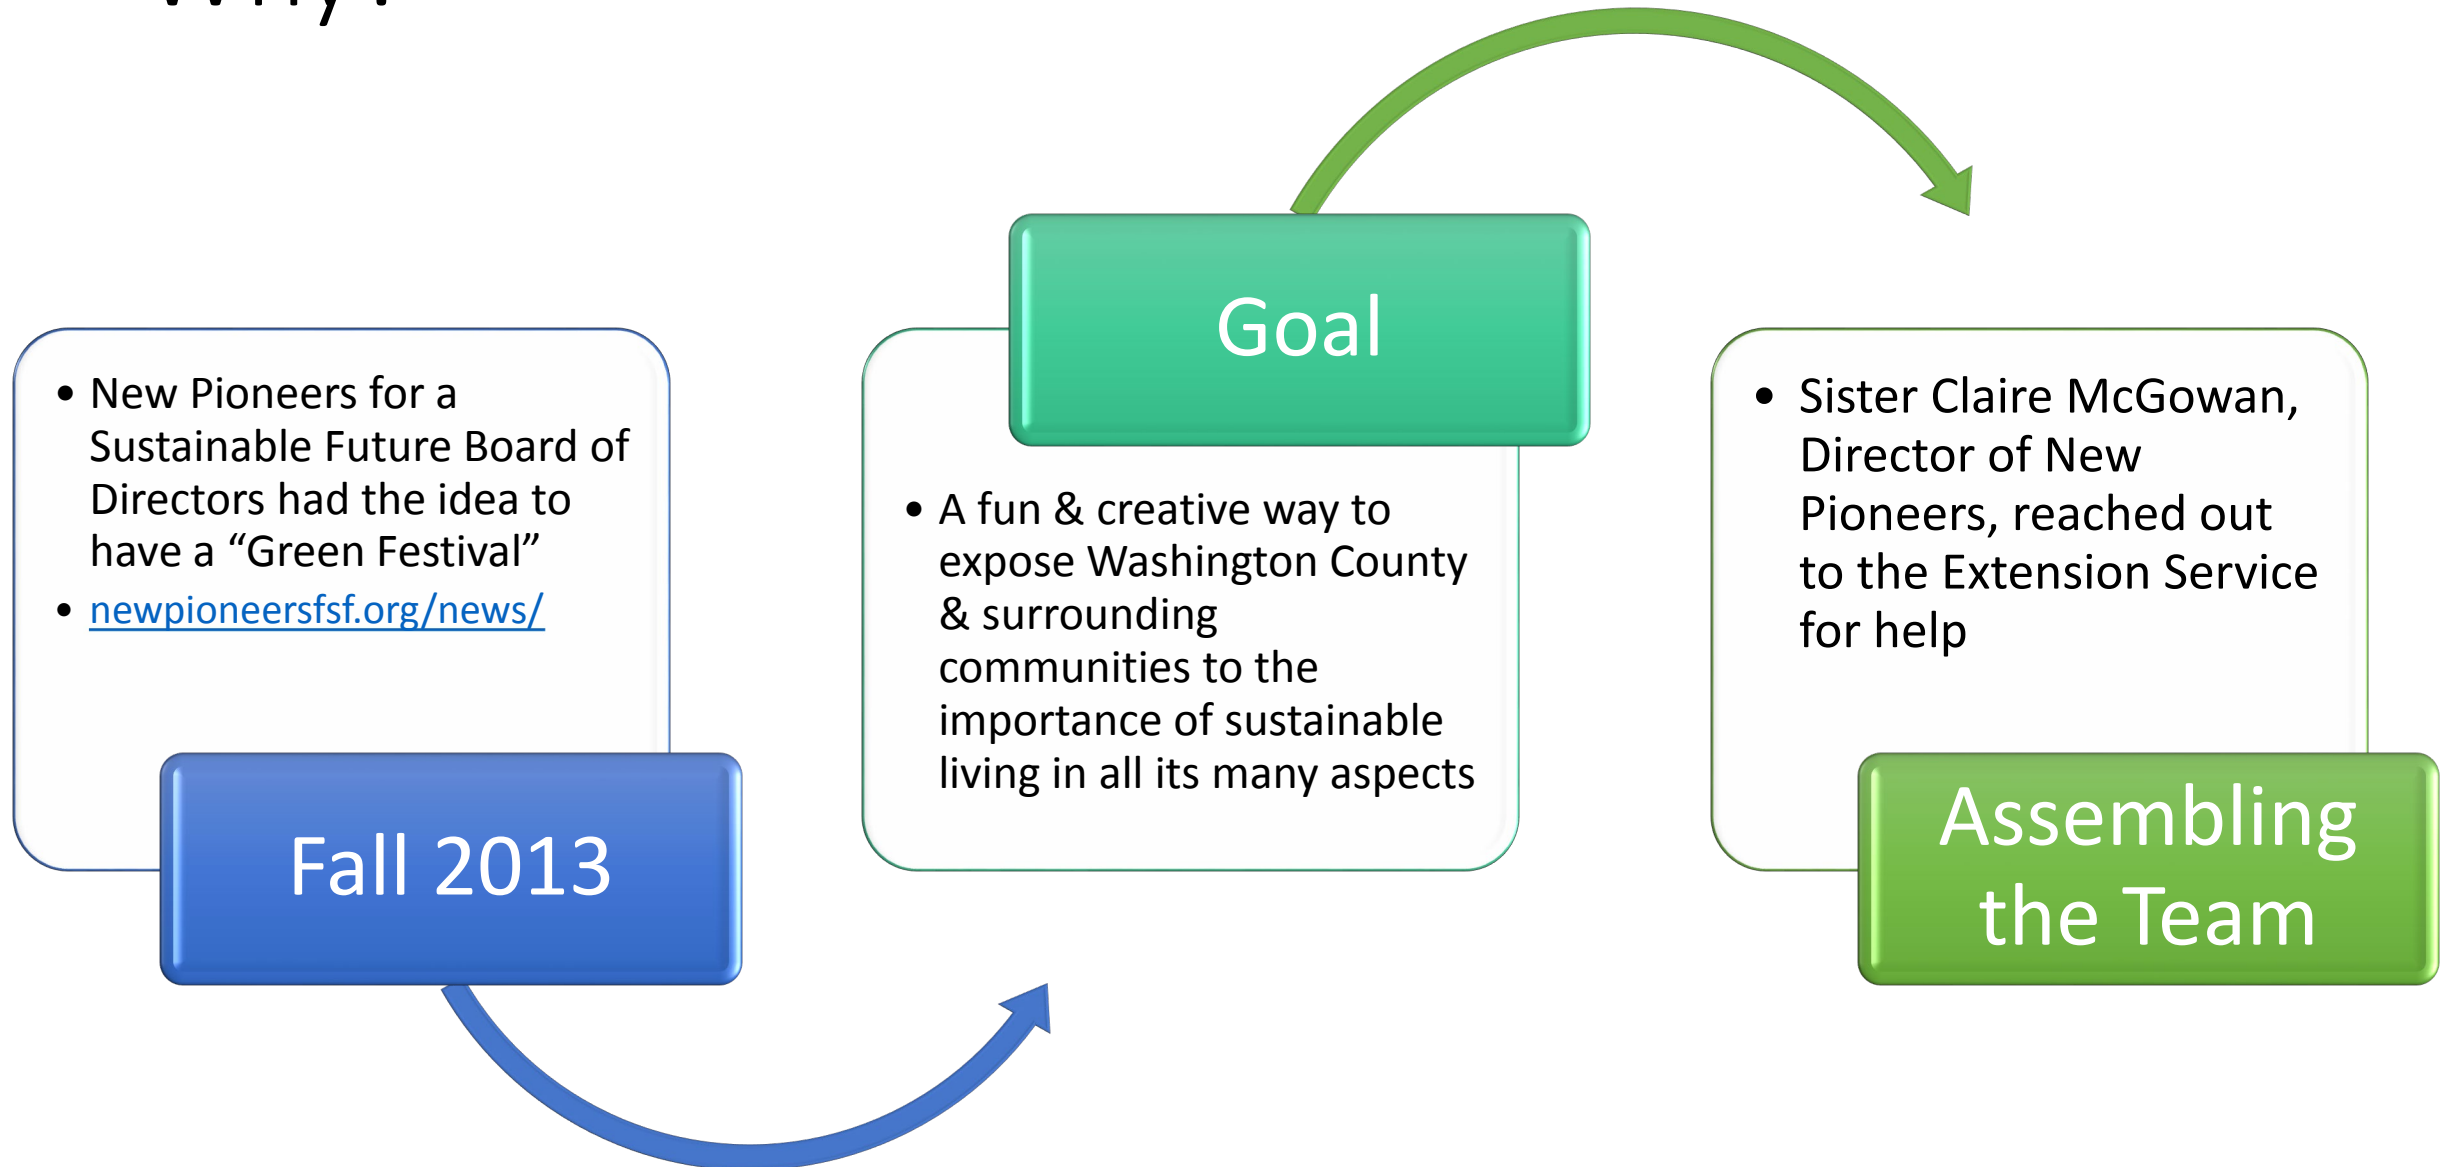 Why?
• New Pioneers for a
Sustainable Future Board of
Directors had the idea to
have a “Green Festival”
• newpioneersfsf.org/news/
Fall 2013
Goal
• A fun & creative way to
expose Washington County
& surrounding
communities to the
importance of sustainable
living in all its many aspects
• Sister Claire McGowan,
Director of New
Pioneers, reached out
to the Extension Service
for help
Assembling
the Team